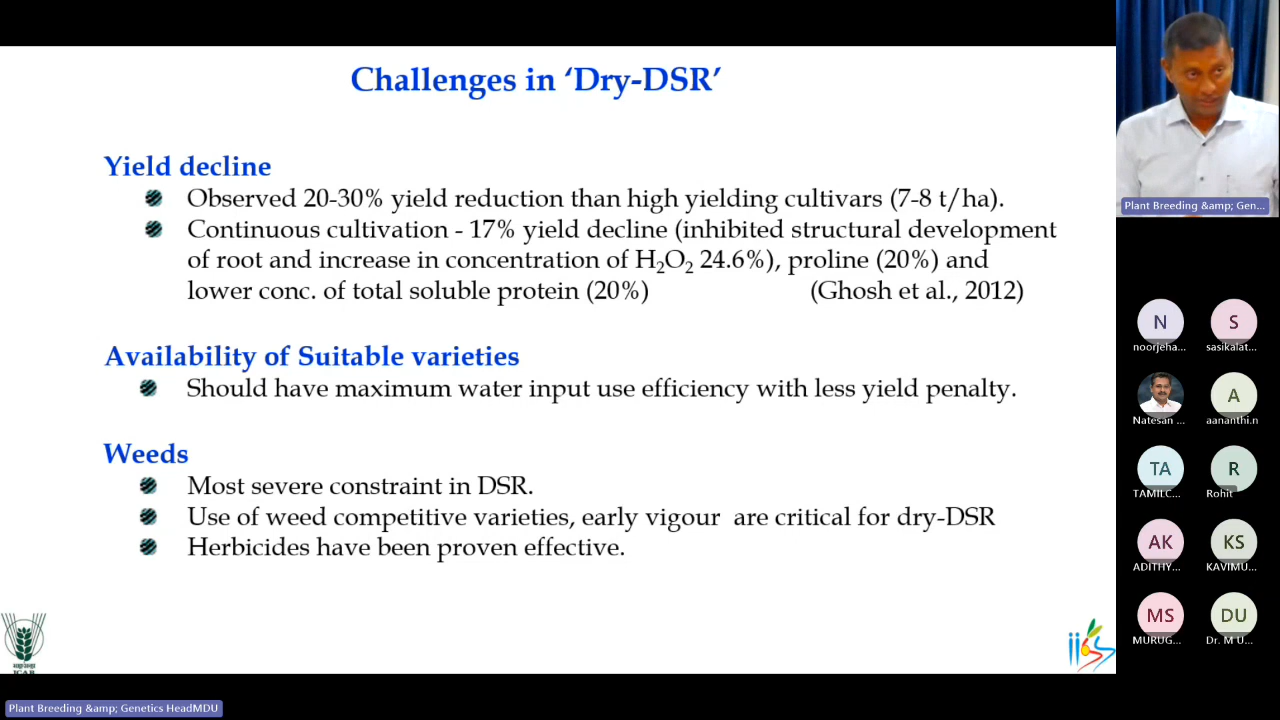 Challenges in ‘Dry-DSR’
Yield decline
Observed 20-30% yield reduction than high yielding cultivars (7-8 t/ha).
Continuous cultivation - 17% yield decline (inhibited structural development
of root and increase in concentration of H₂O₂ 24.6%), proline (20%) and
lower conc. of total soluble protein (20%) (Ghosh et al., 2012)
Availability of Suitable varieties
Should have maximum water input use efficiency with less yield penalty.
Weeds
Most severe constraint in DSR.
Use of weed competitive varieties, early vigour are critical for dry-DSR
Herbicides have been proven effective.
ICAR
Plant Breeding &amp; Genetics HeadMDU
Plant Breeding &amp; Gen...
N S
noorjeha... sasikalat...
A
Natesan ... aananthi.n
TA R
TAMILC... Rohit
AK KS
ADITHY... KAVIMU...
MS DU
MURUG... Dr. M U...